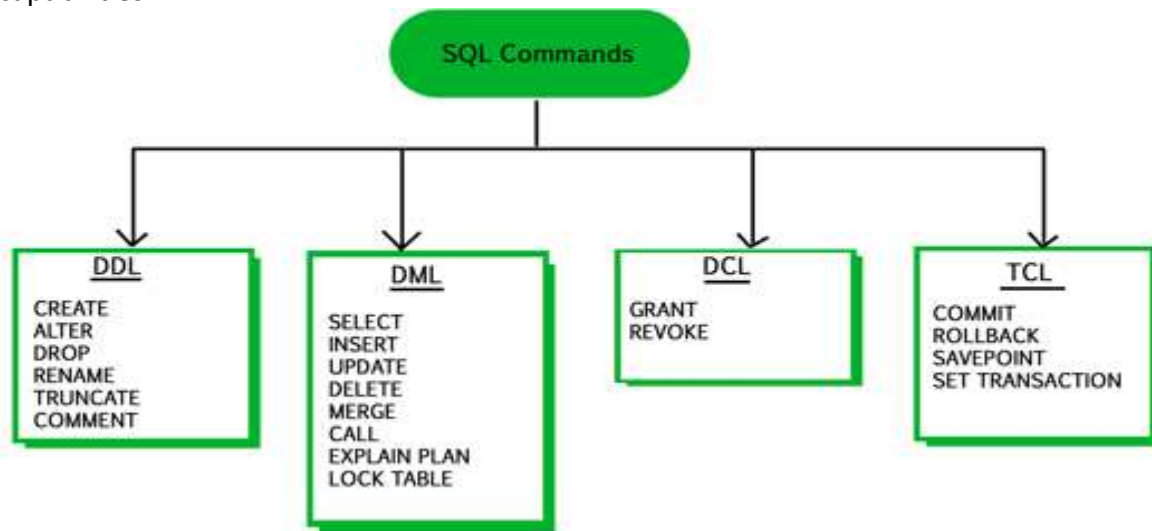 SQL Commands
DDL
CREATE
ALTER
DROP
RENAME
TRUNCATE
COMMENT
DML
SELECT
INSERT
UPDATE
DELETE
MERGE
CALL
EXPLAIN PLAN
LOCK TABLE
DCL
GRANT
REVOKE
TCL
COMMIT
ROLLBACK
SAVEPOINT
SET TRANSACTION